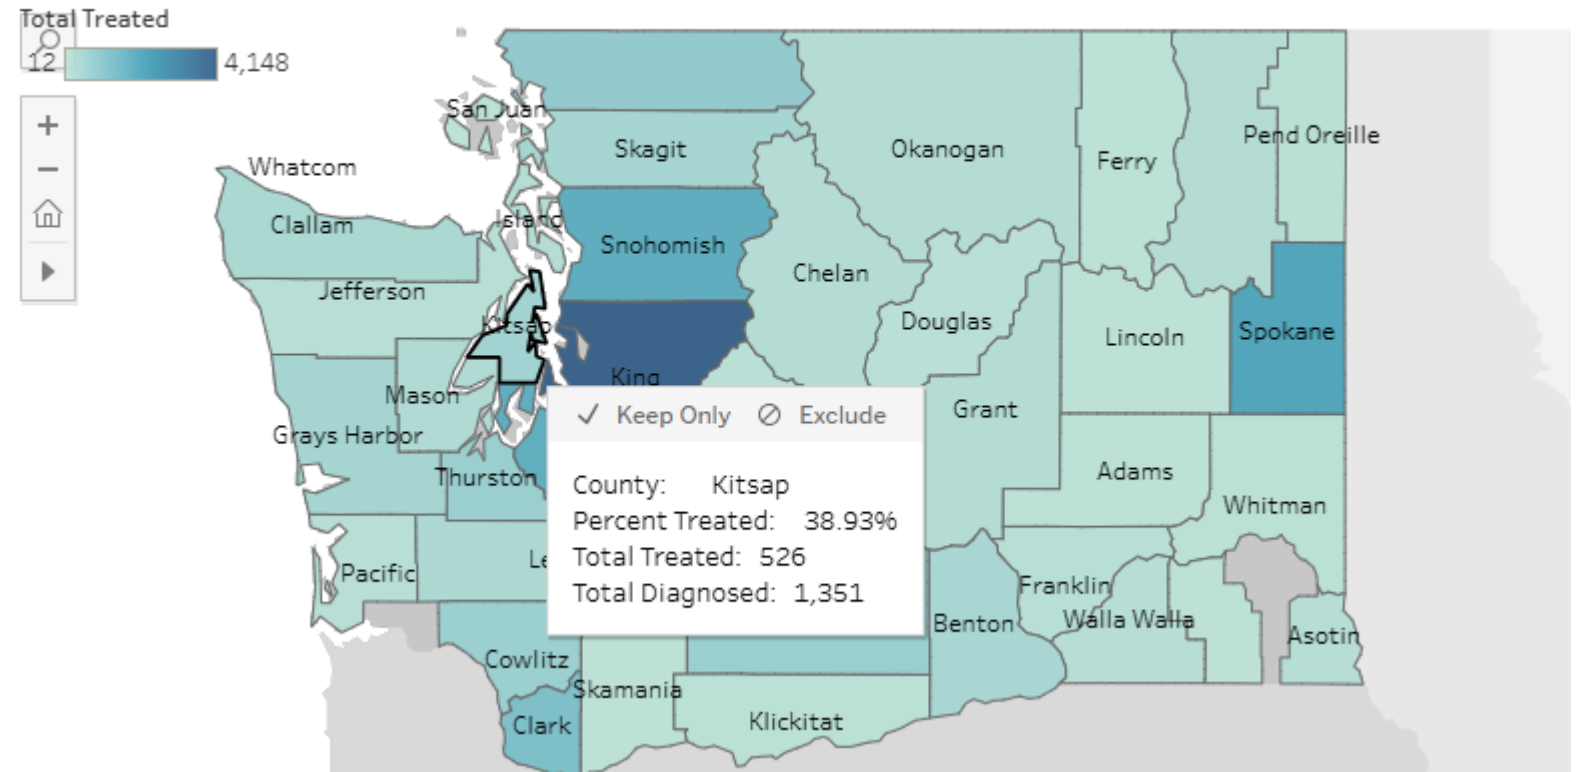 Total Treated
12 4,148
+
−
San Juan
Whatcom
Skagit
Okanogan
Ferry
Pend Oreille
Clallam
Island
Snohomish
Chelan
Jefferson
Kitsap
Douglas
Lincoln
Spokane
King
Mason
Grays Harbor
Keep Only Exclude
Grant
Thurston
Adams
Whitman
County: Kitsap
Percent Treated: 38.93%
Total Treated: 526
Total Diagnosed: 1,351
Le
Pacific
Franklin
Walla Walla
Benton
Asotin
Cowlitz
Skamania
Clark
Klickitat